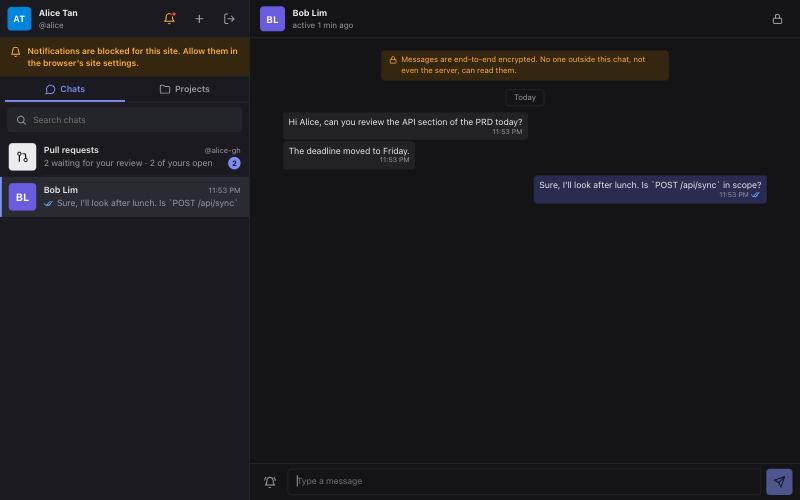 AT
Alice Tan
@alice
Notifications are blocked for this site. Allow them in
the browser's site settings.
Chats
Projects
Search chats
Pull requests
@alice-gh
2 waiting for your review · 2 of yours open
2
BL
Bob Lim
11:53 PM
Sure, I'll look after lunch. Is `POST /api/sync`
BL
Bob Lim
active 1 min ago
Messages are end-to-end encrypted. No one outside this chat, not
even the server, can read them.
Today
Hi Alice, can you review the API section of the PRD today?
11:53 PM
The deadline moved to Friday.
11:53 PM
Sure, I'll look after lunch. Is `POST /api/sync` in scope?
11:53 PM
Type a message